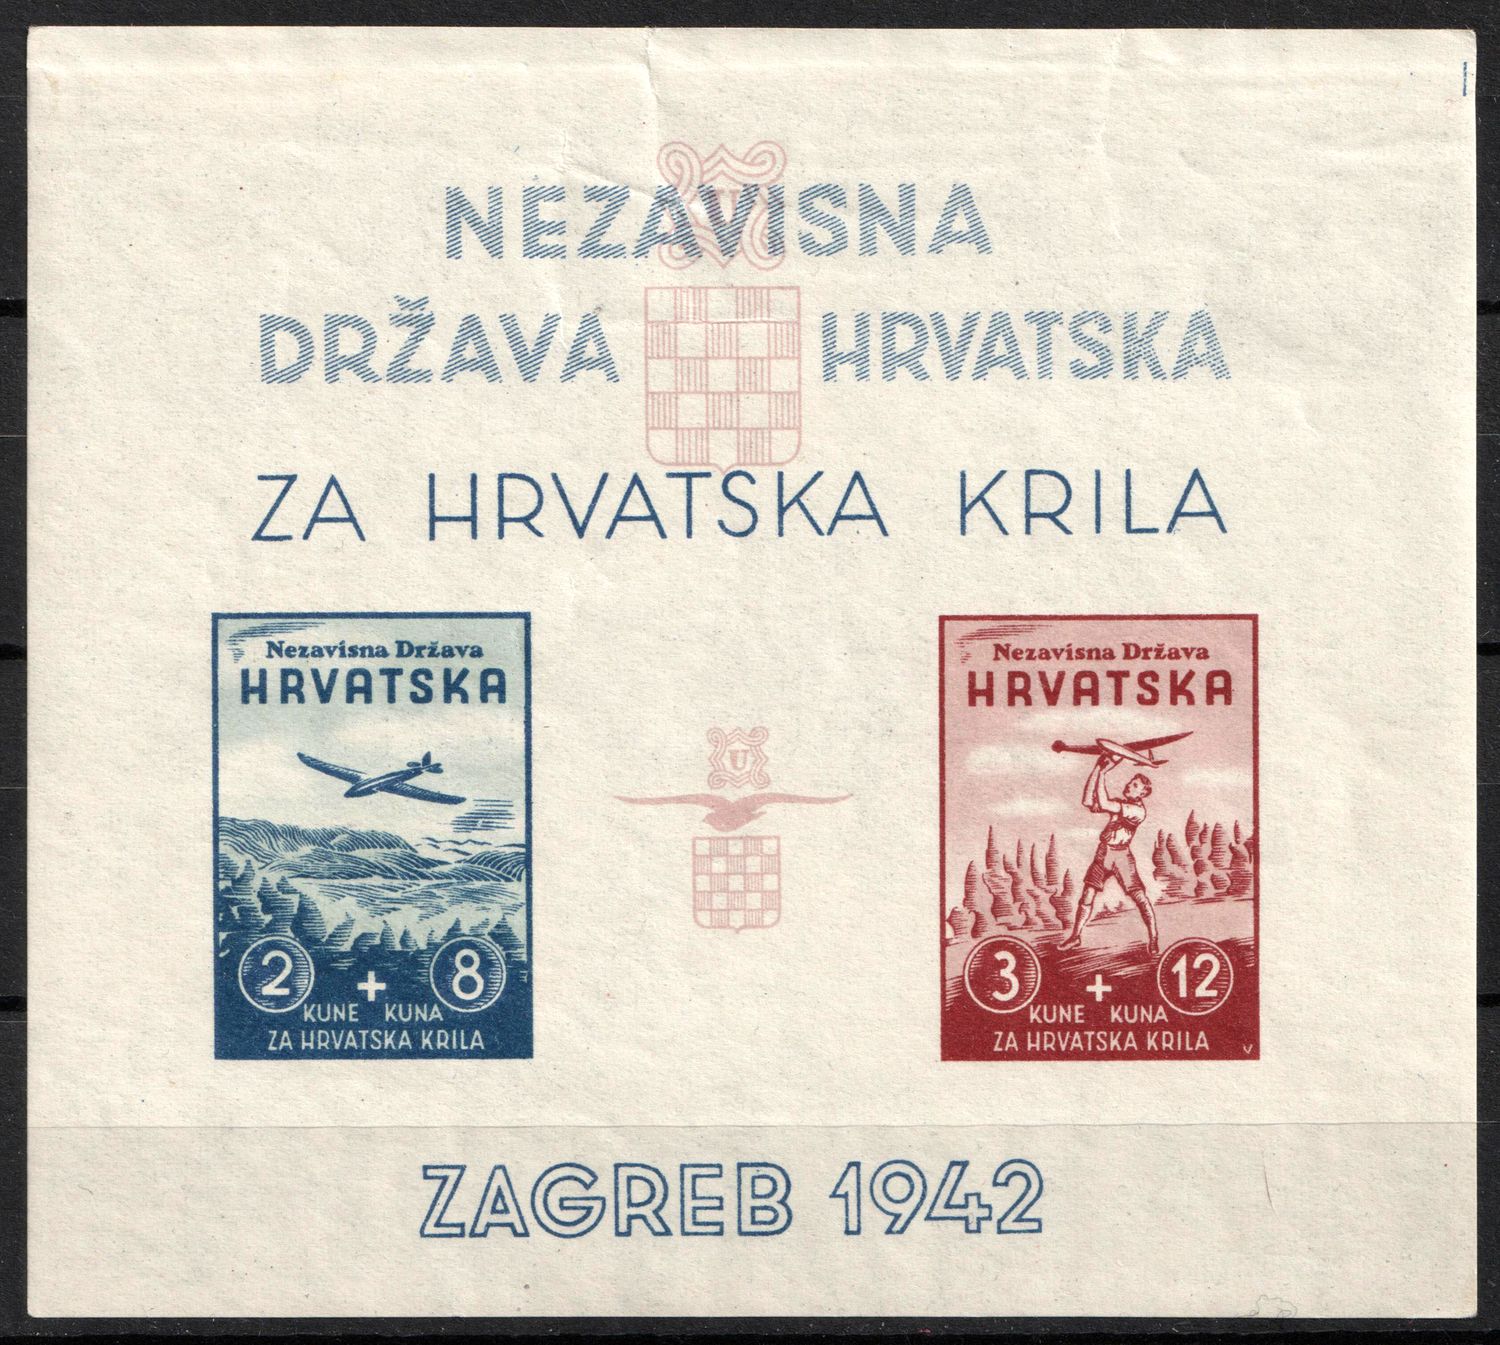 U
NEZAVISNA
DRŽAVA HRVATSKA
ZA HRVATSKA KRILA
Nezavisna Država
HRVATSKA
2 + 8
KUNE KUNA
ZA HRVATSKA KRILA
U
Nezavisna Država
HRVATSKA
3 + 12
KUNE KUNA
ZA HRVATSKA KRILA
V
ZAGREB 1942